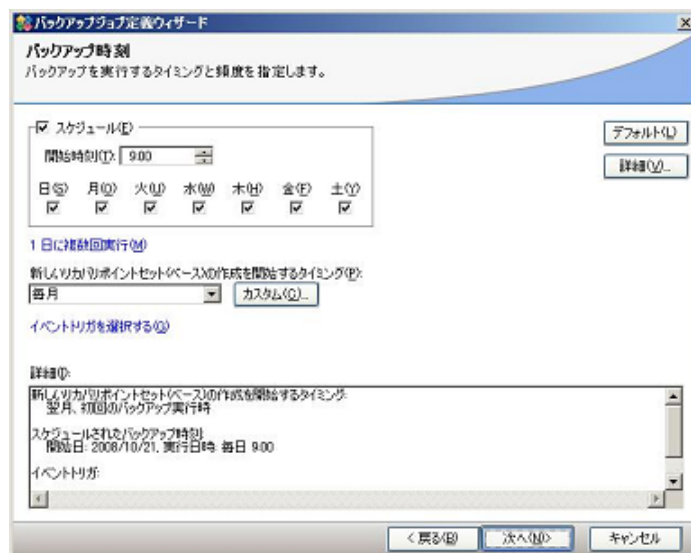 バックアップジョブ定義ウィザード
バックアップ時刻
バックアップを実行するタイミングと頻度を指定します。
スケジュール(E)
デフォルト(L)
開始時刻(T): 9:00
詳細(V)...
日(S) 月(O) 火(U) 水(W) 木(H) 金(F) 土(Y)
1 日に複数回実行(M)
新しいリカバリポイントセット(ベース)の作成を開始するタイミング(P):
毎月 カスタム(C)...
イベントトリガを選択する(G)
詳細(I):
新しいリカバリポイントセット(ベース)の作成を開始するタイミング:
翌月、初回のバックアップ実行時
スケジュールされたバックアップ時刻:
開始日: 2008/10/21, 実行日時: 毎日 9:00
イベントトリガ:
< 戻る(B) 次へ(N)> キャンセル